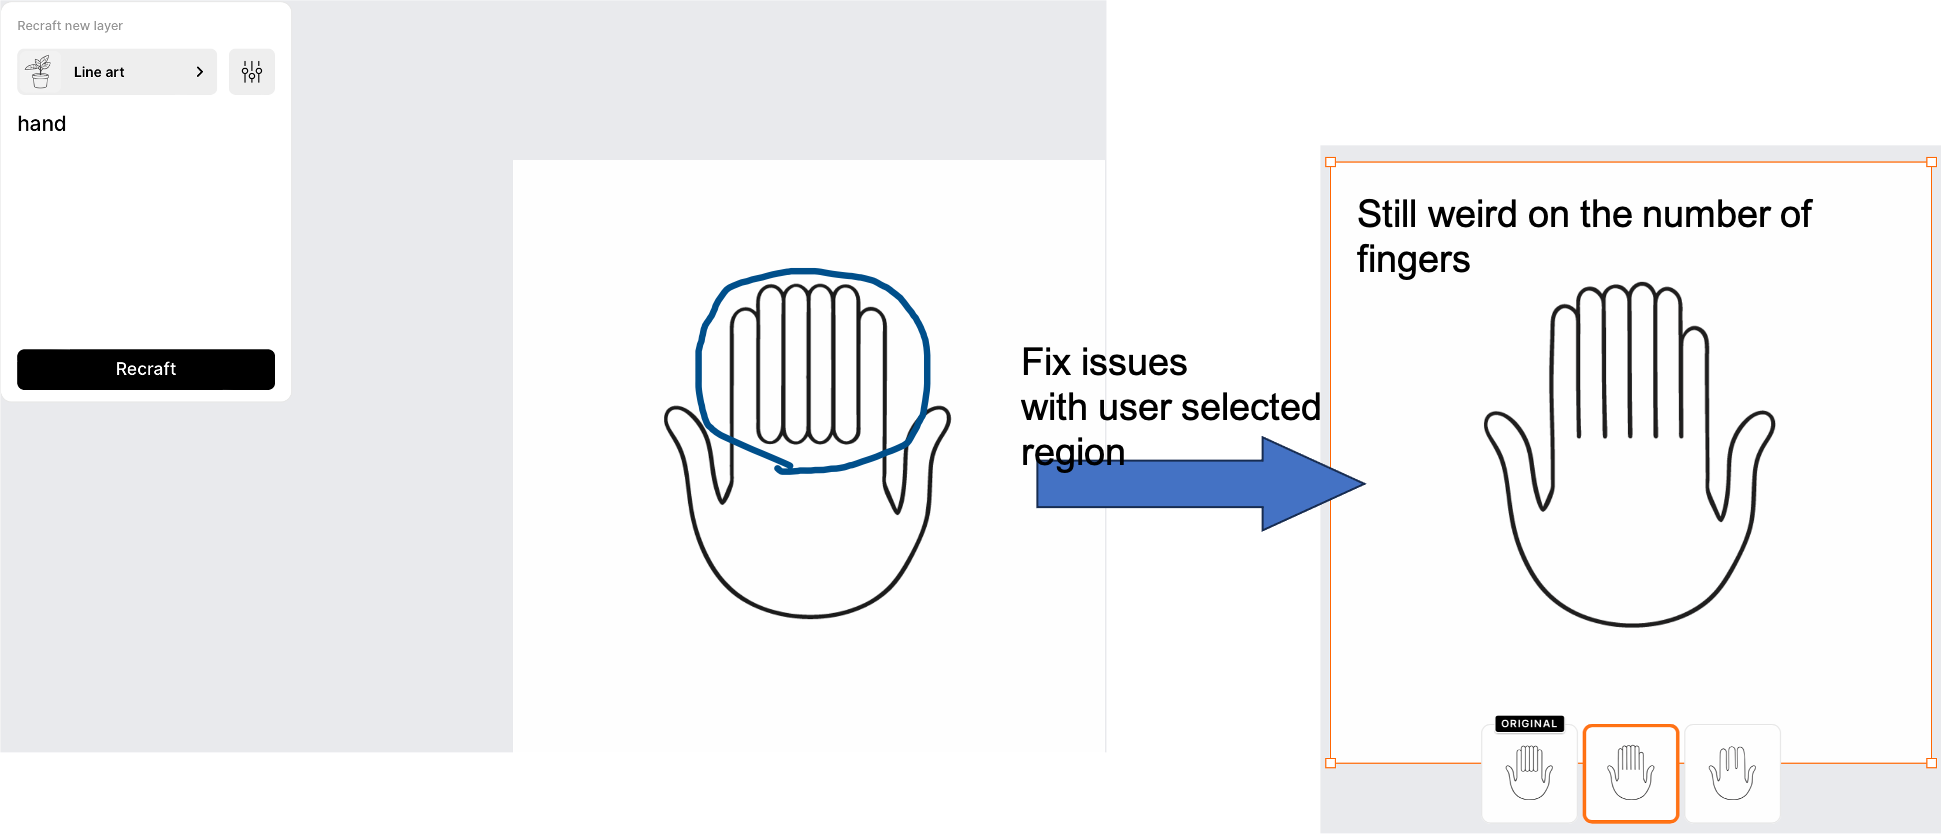 Recraft new layer
Line art
hand
Recraft
Fix issues
with user selected
region
Still weird on the number of
fingers
ORIGINAL